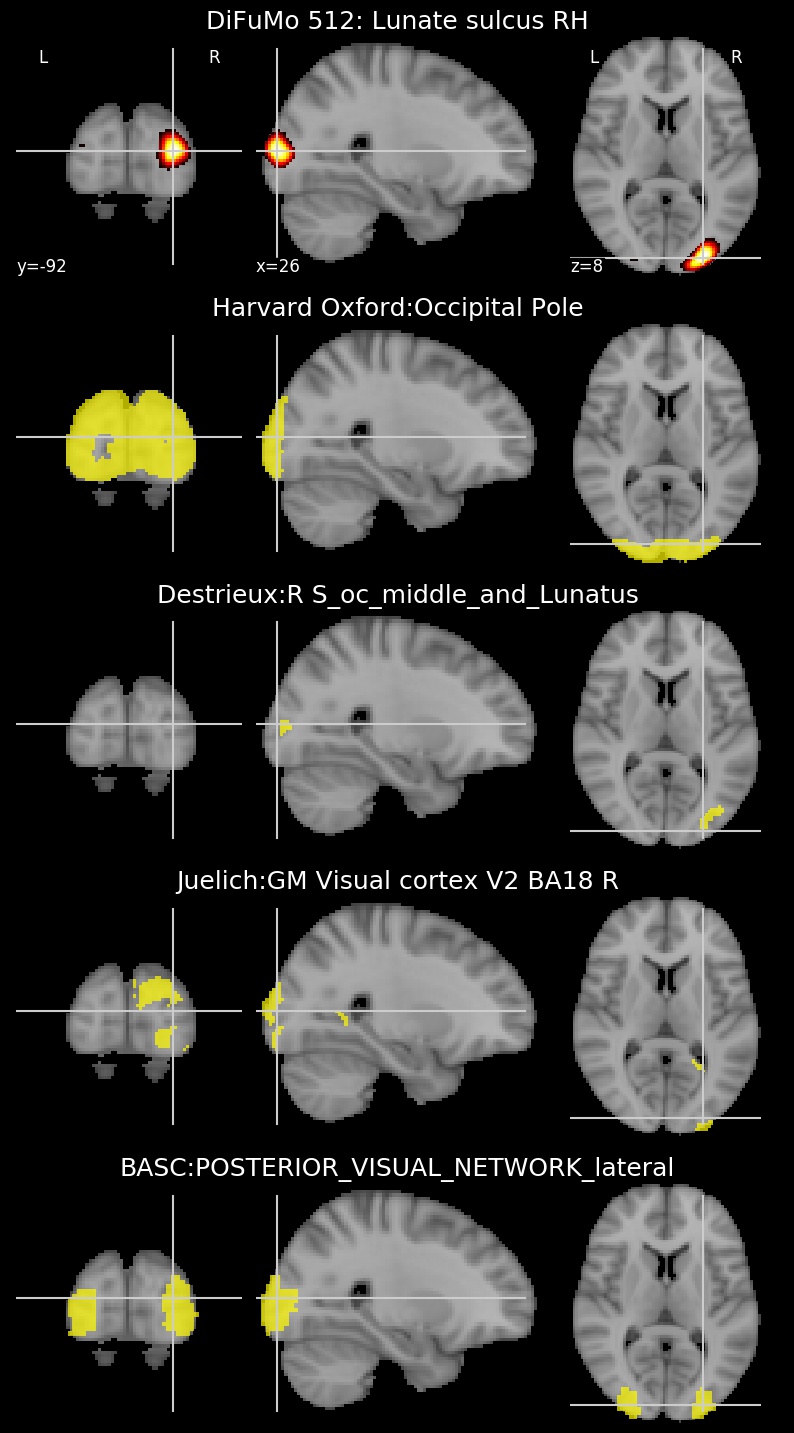 DiFuMo 512: Lunate sulcus RH
L R L R
y=-92 x=26 z=8
Harvard Oxford:Occipital Pole
Destrieux:R S_oc_middle_and_Lunatus
Juelich:GM Visual cortex V2 BA18 R
BASC:POSTERIOR_VISUAL_NETWORK_lateral